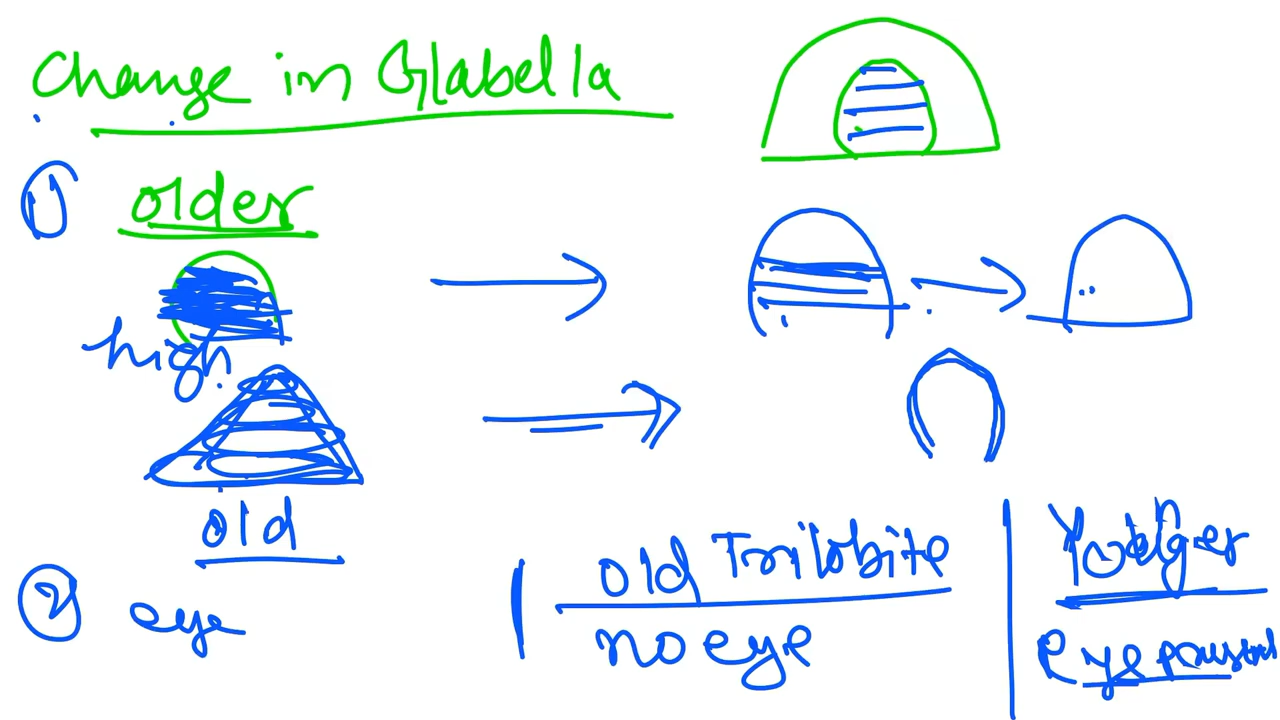 Change in Glabella
1) older
high
old
2) eye
old Trilobite
no eye
Younger
eye present